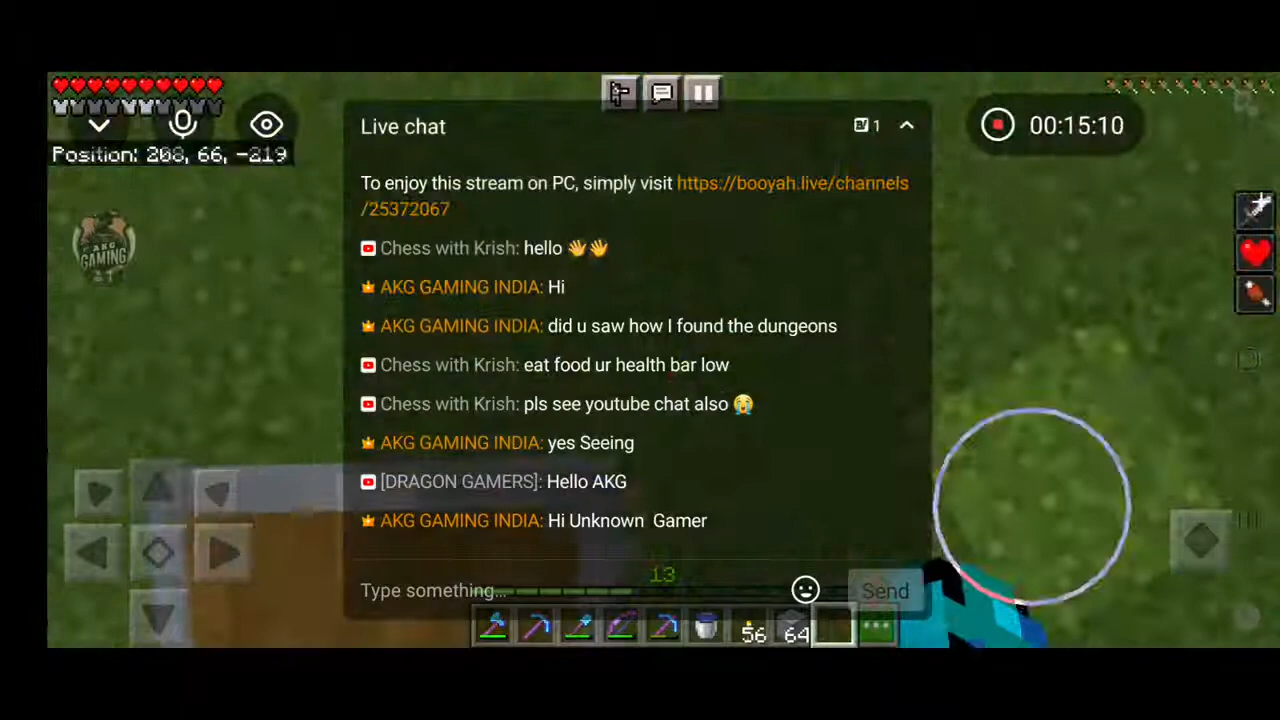 Live chat
1
00:15:10
Position: 208, 66, -219
To enjoy this stream on PC, simply visit https://booyah.live/channels
/25372067
AKG
GAMING
Chess with Krish: hello 👋👋
AKG GAMING INDIA: Hi
AKG GAMING INDIA: did u saw how I found the dungeons
Chess with Krish: eat food ur health bar low
Chess with Krish: pls see youtube chat also 😭
AKG GAMING INDIA: yes Seeing
[DRAGON GAMERS]: Hello AKG
AKG GAMING INDIA: Hi Unknown Gamer
13
Type something...
Send
56
64